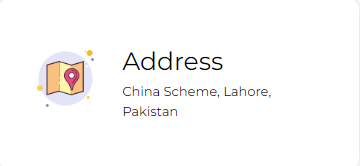 Address
China Scheme, Lahore,
Pakistan